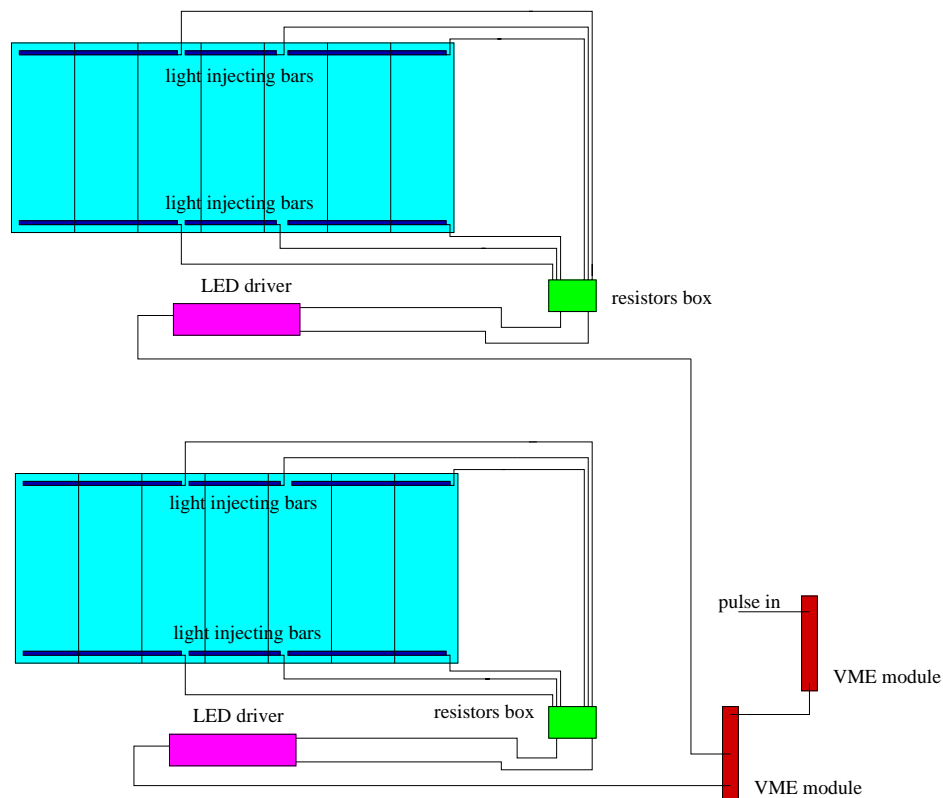 light injecting bars
light injecting bars
LED driver
resistors box
light injecting bars
pulse in
light injecting bars
VME module
resistors box
LED driver
VME module